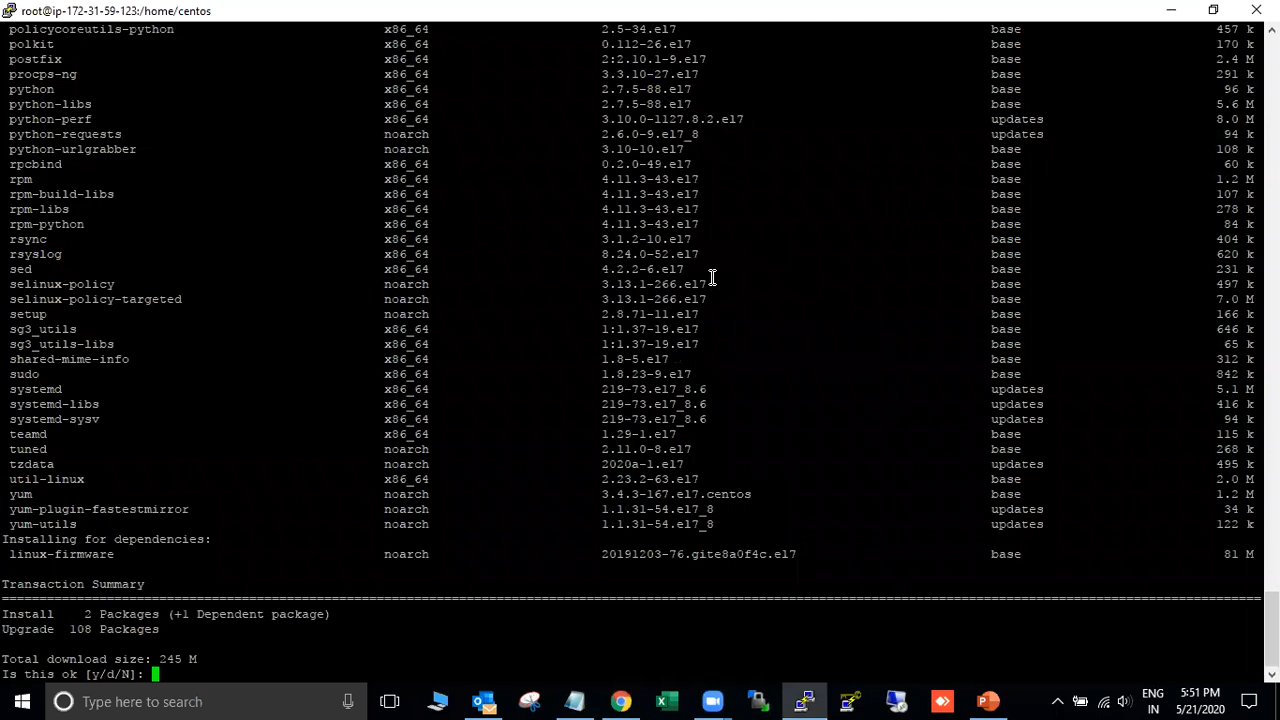 root@ip-172-31-59-123:/home/centos
policycoreutils-python x86_64 2.5-34.el7 base 457 k
polkit x86_64 0.112-26.el7 base 170 k
postfix x86_64 2:2.10.1-9.el7 base 2.4 M
procps-ng x86_64 3.3.10-27.el7 base 291 k
python x86_64 2.7.5-88.el7 base 96 k
python-libs x86_64 2.7.5-88.el7 base 5.6 M
python-perf x86_64 3.10.0-1127.8.2.el7 updates 8.0 M
python-requests noarch 2.6.0-9.el7_8 updates 94 k
python-urlgrabber noarch 3.10-10.el7 base 108 k
rpcbind x86_64 0.2.0-49.el7 base 60 k
rpm x86_64 4.11.3-43.el7 base 1.2 M
rpm-build-libs x86_64 4.11.3-43.el7 base 107 k
rpm-libs x86_64 4.11.3-43.el7 base 278 k
rpm-python x86_64 4.11.3-43.el7 base 84 k
rsync x86_64 3.1.2-10.el7 base 404 k
rsyslog x86_64 8.24.0-52.el7 base 620 k
sed x86_64 4.2.2-6.el7 base 231 k
selinux-policy noarch 3.13.1-266.el7 base 497 k
selinux-policy-targeted noarch 3.13.1-266.el7 base 7.0 M
setup noarch 2.8.71-11.el7 base 166 k
sg3_utils x86_64 1:1.37-19.el7 base 646 k
sg3_utils-libs x86_64 1:1.37-19.el7 base 65 k
shared-mime-info x86_64 1.8-5.el7 base 312 k
sudo x86_64 1.8.23-9.el7 base 842 k
systemd x86_64 219-73.el7_8.6 updates 5.1 M
systemd-libs x86_64 219-73.el7_8.6 updates 416 k
systemd-sysv x86_64 219-73.el7_8.6 updates 94 k
teamd x86_64 1.29-1.el7 base 115 k
tuned noarch 2.11.0-8.el7 base 268 k
tzdata noarch 2020a-1.el7 updates 495 k
util-linux x86_64 2.23.2-63.el7 base 2.0 M
yum noarch 3.4.3-167.el7.centos base 1.2 M
yum-plugin-fastestmirror noarch 1.1.31-54.el7_8 updates 34 k
yum-utils noarch 1.1.31-54.el7_8 updates 122 k
Installing for dependencies:
linux-firmware noarch 20191203-76.gite8a0f4c.el7 base 81 M
Transaction Summary
Install 2 Packages (+1 Dependent package)
Upgrade 108 Packages
Total download size: 245 M
Is this ok [y/d/N]:
Type here to search
ENG
IN
5:51 PM
5/21/2020